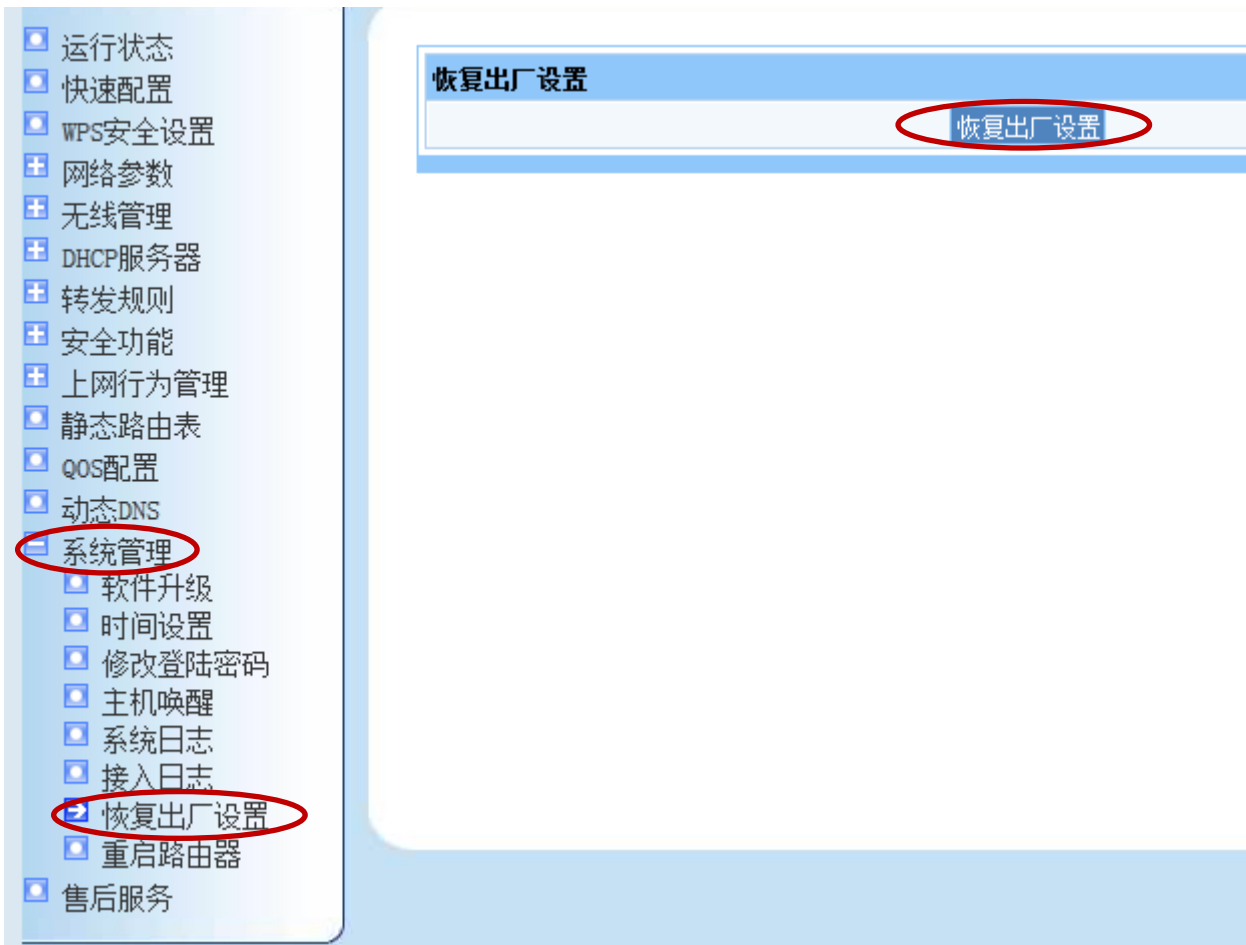 运行状态
快速配置
WPS安全设置
网络参数
无线管理
DHCP服务器
转发规则
安全功能
上网行为管理
静态路由表
QOS配置
动态DNS
系统管理
软件升级
时间设置
修改登陆密码
主机唤醒
系统日志
接入日志
恢复出厂设置
重启路由器
售后服务
恢复出厂设置
恢复出厂设置